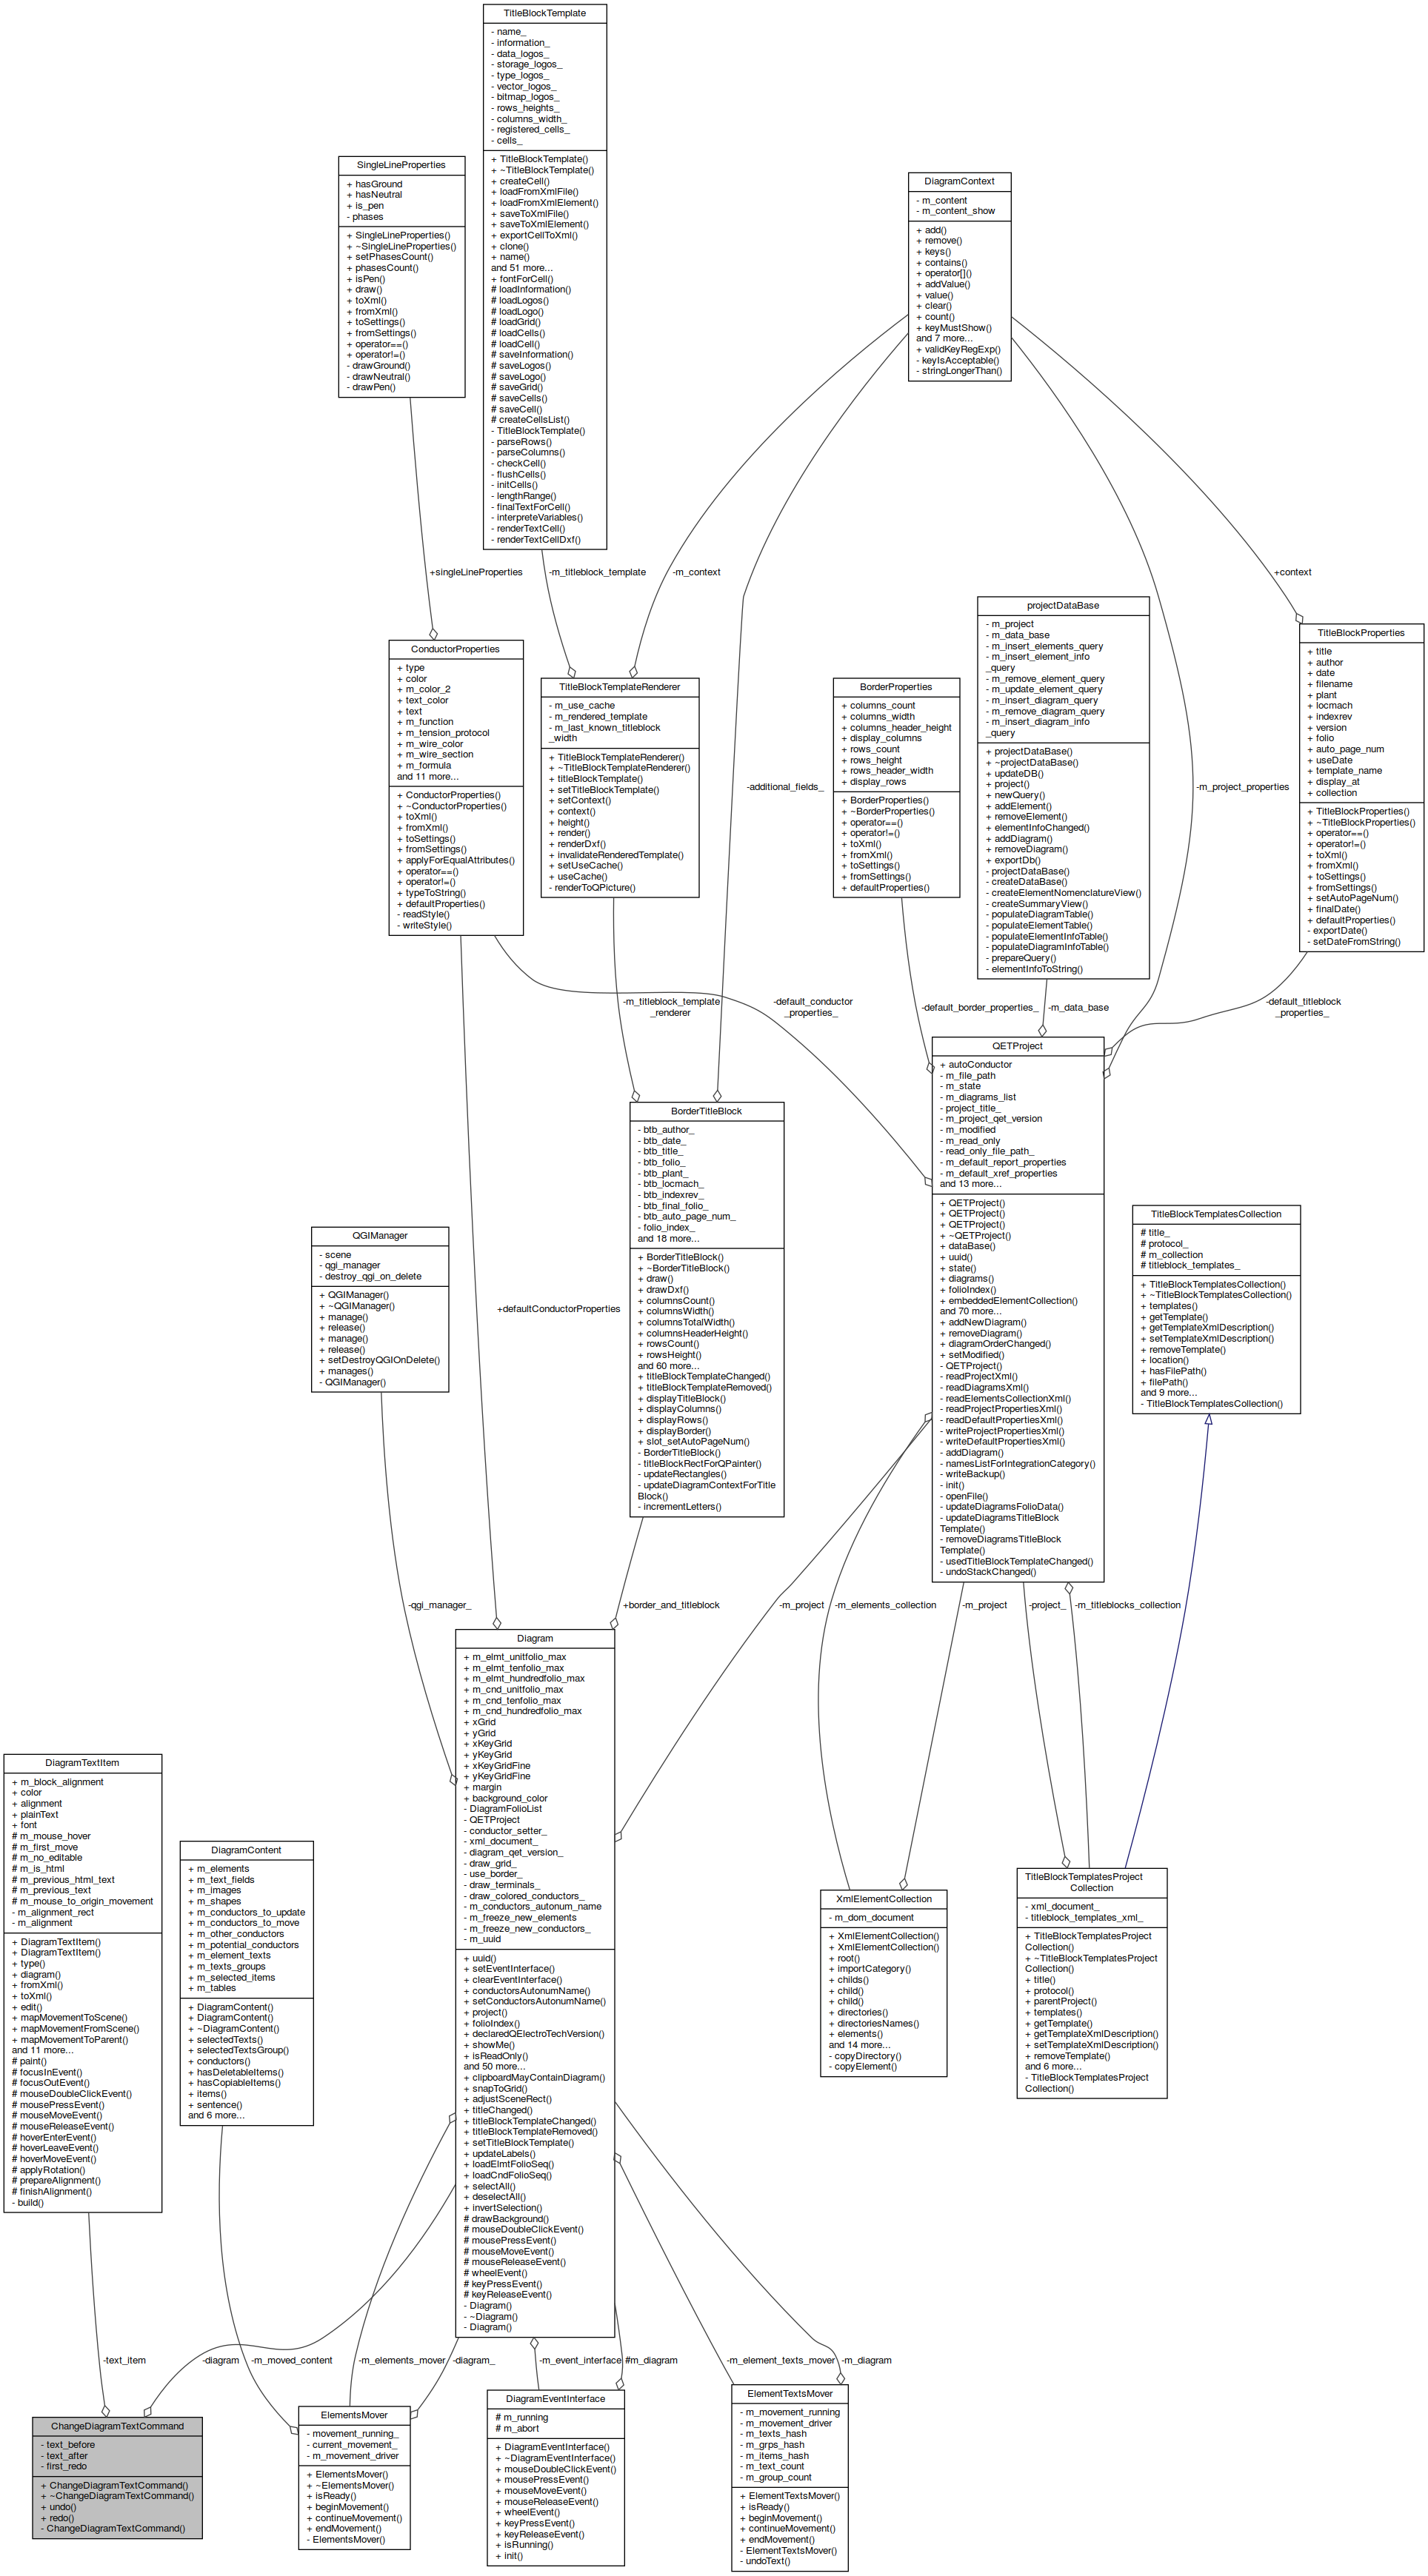 TitleBlockTemplate
- name_
- information_
- data_logos_
- storage_logos_
- type_logos_
- vector_logos_
- bitmap_logos_
- rows_heights_
- columns_width_
- registered_cells_
- cells_
+ TitleBlockTemplate()
+ ~TitleBlockTemplate()
+ createCell()
+ loadFromXmlFile()
+ loadFromXmlElement()
+ saveToXmlFile()
+ saveToXmlElement()
+ exportCellToXml()
+ clone()
+ name()
and 51 more...
+ fontForCell()
# loadInformation()
# loadLogos()
# loadLogo()
# loadGrid()
# loadCells()
# loadCell()
# saveInformation()
# saveLogos()
# saveLogo()
# saveGrid()
# saveCells()
# saveCell()
# createCellsList()
- TitleBlockTemplate()
- parseRows()
- parseColumns()
- checkCell()
- flushCells()
- initCells()
- lengthRange()
- finalTextForCell()
- interpreteVariables()
- renderTextCell()
- renderTextCellDxf()
SingleLineProperties
+ hasGround
+ hasNeutral
+ is_pen
- phases
+ SingleLineProperties()
+ ~SingleLineProperties()
+ setPhasesCount()
+ phasesCount()
+ isPen()
+ draw()
+ toXml()
+ fromXml()
+ toSettings()
+ fromSettings()
+ operator==()
+ operator!=()
- drawGround()
- drawNeutral()
- drawPen()
DiagramContext
- m_content
- m_content_show
+ add()
+ remove()
+ keys()
+ contains()
+ operator[]()
+ addValue()
+ value()
+ clear()
+ count()
+ keyMustShow()
and 7 more...
+ validKeyRegExp()
- keyIsAcceptable()
- stringLongerThan()
+singleLineProperties
-m_titleblock_template
-m_context
+context
ConductorProperties
+ type
+ color
+ m_color_2
+ text_color
+ text
+ m_function
+ m_tension_protocol
+ m_wire_color
+ m_wire_section
+ m_formula
and 11 more...
+ ConductorProperties()
+ ~ConductorProperties()
+ toXml()
+ fromXml()
+ toSettings()
+ fromSettings()
+ applyForEqualAttributes()
+ operator==()
+ operator!=()
+ typeToString()
+ defaultProperties()
- readStyle()
- writeStyle()
TitleBlockTemplateRenderer
- m_use_cache
- m_rendered_template
- m_last_known_titleblock
_width
+ TitleBlockTemplateRenderer()
+ ~TitleBlockTemplateRenderer()
+ titleBlockTemplate()
+ setTitleBlockTemplate()
+ setContext()
+ context()
+ height()
+ render()
+ renderDxf()
+ invalidateRenderedTemplate()
+ setUseCache()
+ useCache()
- renderToQPicture()
-additional_fields_
BorderProperties
+ columns_count
+ columns_width
+ columns_header_height
+ display_columns
+ rows_count
+ rows_height
+ rows_header_width
+ display_rows
+ BorderProperties()
+ ~BorderProperties()
+ operator==()
+ operator!=()
+ toXml()
+ fromXml()
+ toSettings()
+ fromSettings()
+ defaultProperties()
projectDataBase
- m_project
- m_data_base
- m_insert_elements_query
- m_insert_element_info
_query
- m_remove_element_query
- m_update_element_query
- m_insert_diagram_query
- m_remove_diagram_query
- m_insert_diagram_info
_query
+ projectDataBase()
+ ~projectDataBase()
+ updateDB()
+ project()
+ newQuery()
+ addElement()
+ removeElement()
+ elementInfoChanged()
+ addDiagram()
+ removeDiagram()
+ exportDb()
- projectDataBase()
- createDataBase()
- createElementNomenclatureView()
- createSummaryView()
- populateDiagramTable()
- populateElementTable()
- populateElementInfoTable()
- populateDiagramInfoTable()
- prepareQuery()
- elementInfoToString()
-m_project_properties
TitleBlockProperties
+ title
+ author
+ date
+ filename
+ plant
+ locmach
+ indexrev
+ version
+ folio
+ auto_page_num
+ useDate
+ template_name
+ display_at
+ collection
+ TitleBlockProperties()
+ ~TitleBlockProperties()
+ operator==()
+ operator!=()
+ toXml()
+ fromXml()
+ toSettings()
+ fromSettings()
+ setAutoPageNum()
+ finalDate()
+ defaultProperties()
- exportDate()
- setDateFromString()
-m_titleblock_template
_renderer
-default_conductor
_properties_
-default_border_properties_
-m_data_base
-default_titleblock
_properties_
BorderTitleBlock
- btb_author_
- btb_date_
- btb_title_
- btb_folio_
- btb_plant_
- btb_locmach_
- btb_indexrev_
- btb_final_folio_
- btb_auto_page_num_
- folio_index_
and 18 more...
+ BorderTitleBlock()
+ ~BorderTitleBlock()
+ draw()
+ drawDxf()
+ columnsCount()
+ columnsWidth()
+ columnsTotalWidth()
+ columnsHeaderHeight()
+ rowsCount()
+ rowsHeight()
and 60 more...
+ titleBlockTemplateChanged()
+ titleBlockTemplateRemoved()
+ displayTitleBlock()
+ displayColumns()
+ displayRows()
+ displayBorder()
+ slot_setAutoPageNum()
- BorderTitleBlock()
- titleBlockRectForQPainter()
- updateRectangles()
- updateDiagramContextForTitle
Block()
- incrementLetters()
QETProject
+ autoConductor
- m_file_path
- m_state
- m_diagrams_list
- project_title_
- m_project_qet_version
- m_modified
- m_read_only
- read_only_file_path_
- m_default_report_properties
- m_default_xref_properties
and 13 more...
+ QETProject()
+ QETProject()
+ QETProject()
+ ~QETProject()
+ dataBase()
+ uuid()
+ state()
+ diagrams()
+ folioIndex()
+ embeddedElementCollection()
and 70 more...
+ addNewDiagram()
+ removeDiagram()
+ diagramOrderChanged()
+ setModified()
- QETProject()
- readProjectXml()
- readDiagramsXml()
- readElementsCollectionXml()
- readProjectPropertiesXml()
- readDefaultPropertiesXml()
- writeProjectPropertiesXml()
- writeDefaultPropertiesXml()
- addDiagram()
- namesListForIntegrationCategory()
- writeBackup()
- init()
- openFile()
- updateDiagramsFolioData()
- updateDiagramsTitleBlock
Template()
- removeDiagramsTitleBlock
Template()
- usedTitleBlockTemplateChanged()
- undoStackChanged()
TitleBlockTemplatesCollection
# title_
# protocol_
# m_collection
# titleblock_templates_
+ TitleBlockTemplatesCollection()
+ ~TitleBlockTemplatesCollection()
+ templates()
+ getTemplate()
+ getTemplateXmlDescription()
+ setTemplateXmlDescription()
+ removeTemplate()
+ location()
+ hasFilePath()
+ filePath()
and 9 more...
- TitleBlockTemplatesCollection()
QGIManager
- scene
- qgi_manager
- destroy_qgi_on_delete
+ QGIManager()
+ ~QGIManager()
+ manage()
+ release()
+ manage()
+ release()
+ setDestroyQGIOnDelete()
+ manages()
- QGIManager()
+defaultConductorProperties
-qgi_manager_
+border_and_titleblock
-m_project
-m_elements_collection
-m_project
-project_
-m_titleblocks_collection
Diagram
+ m_elmt_unitfolio_max
+ m_elmt_tenfolio_max
+ m_elmt_hundredfolio_max
+ m_cnd_unitfolio_max
+ m_cnd_tenfolio_max
+ m_cnd_hundredfolio_max
+ xGrid
+ yGrid
+ xKeyGrid
+ yKeyGrid
+ xKeyGridFine
+ yKeyGridFine
+ margin
+ background_color
- DiagramFolioList
- QETProject
- conductor_setter_
- xml_document_
- diagram_qet_version_
- draw_grid_
- use_border_
- draw_terminals_
- draw_colored_conductors_
- m_conductors_autonum_name
- m_freeze_new_elements
- m_freeze_new_conductors_
- m_uuid
+ uuid()
+ setEventInterface()
+ clearEventInterface()
+ conductorsAutonumName()
+ setConductorsAutonumName()
+ project()
+ folioIndex()
+ declaredQElectroTechVersion()
+ showMe()
+ isReadOnly()
and 50 more...
+ clipboardMayContainDiagram()
+ snapToGrid()
+ adjustSceneRect()
+ titleChanged()
+ titleBlockTemplateChanged()
+ titleBlockTemplateRemoved()
+ setTitleBlockTemplate()
+ updateLabels()
+ loadElmtFolioSeq()
+ loadCndFolioSeq()
+ selectAll()
+ deselectAll()
+ invertSelection()
# drawBackground()
# mouseDoubleClickEvent()
# mousePressEvent()
# mouseMoveEvent()
# mouseReleaseEvent()
# wheelEvent()
# keyPressEvent()
# keyReleaseEvent()
- Diagram()
- ~Diagram()
- Diagram()
DiagramTextItem
+ m_block_alignment
+ color
+ alignment
+ plainText
+ font
# m_mouse_hover
# m_first_move
# m_no_editable
# m_is_html
# m_previous_html_text
# m_previous_text
# m_mouse_to_origin_movement
- m_alignment_rect
- m_alignment
+ DiagramTextItem()
+ DiagramTextItem()
+ type()
+ diagram()
+ fromXml()
+ toXml()
+ edit()
+ mapMovementToScene()
+ mapMovementFromScene()
+ mapMovementToParent()
and 11 more...
# paint()
# focusInEvent()
# focusOutEvent()
# mouseDoubleClickEvent()
# mousePressEvent()
# mouseMoveEvent()
# mouseReleaseEvent()
# hoverEnterEvent()
# hoverLeaveEvent()
# hoverMoveEvent()
# applyRotation()
# prepareAlignment()
# finishAlignment()
- build()
DiagramContent
+ m_elements
+ m_text_fields
+ m_images
+ m_shapes
+ m_conductors_to_update
+ m_conductors_to_move
+ m_other_conductors
+ m_potential_conductors
+ m_element_texts
+ m_texts_groups
+ m_selected_items
+ m_tables
+ DiagramContent()
+ DiagramContent()
+ ~DiagramContent()
+ selectedTexts()
+ selectedTextsGroup()
+ conductors()
+ hasDeletableItems()
+ hasCopiableItems()
+ items()
+ sentence()
and 6 more...
XmlElementCollection
- m_dom_document
+ XmlElementCollection()
+ XmlElementCollection()
+ root()
+ importCategory()
+ childs()
+ child()
+ child()
+ directories()
+ directoriesNames()
+ elements()
and 14 more...
- copyDirectory()
- copyElement()
TitleBlockTemplatesProject
Collection
- xml_document_
- titleblock_templates_xml_
+ TitleBlockTemplatesProject
Collection()
+ ~TitleBlockTemplatesProject
Collection()
+ title()
+ protocol()
+ parentProject()
+ templates()
+ getTemplate()
+ getTemplateXmlDescription()
+ setTemplateXmlDescription()
+ removeTemplate()
and 6 more...
- TitleBlockTemplatesProject
Collection()
-text_item
-diagram
-m_moved_content
-m_elements_mover
-diagram_
-m_event_interface
#m_diagram
-m_element_texts_mover
-m_diagram
ChangeDiagramTextCommand
- text_before
- text_after
- first_redo
+ ChangeDiagramTextCommand()
+ ~ChangeDiagramTextCommand()
+ undo()
+ redo()
- ChangeDiagramTextCommand()
ElementsMover
- movement_running_
- current_movement_
- m_movement_driver
+ ElementsMover()
+ ~ElementsMover()
+ isReady()
+ beginMovement()
+ continueMovement()
+ endMovement()
- ElementsMover()
DiagramEventInterface
# m_running
# m_abort
+ DiagramEventInterface()
+ ~DiagramEventInterface()
+ mouseDoubleClickEvent()
+ mousePressEvent()
+ mouseMoveEvent()
+ mouseReleaseEvent()
+ wheelEvent()
+ keyPressEvent()
+ keyReleaseEvent()
+ isRunning()
+ init()
ElementTextsMover
- m_movement_running
- m_movement_driver
- m_texts_hash
- m_grps_hash
- m_items_hash
- m_text_count
- m_group_count
+ ElementTextsMover()
+ isReady()
+ beginMovement()
+ continueMovement()
+ endMovement()
- ElementTextsMover()
- undoText()